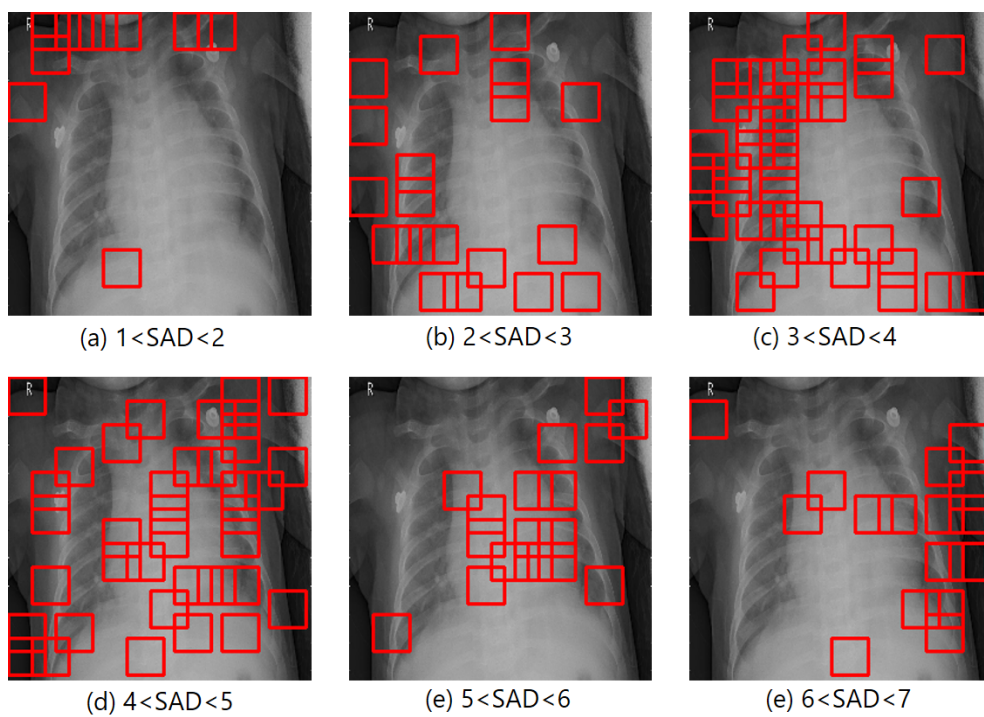 R
R
R
(a) 1<SAD<2
(b) 2<SAD<3
(c) 3<SAD<4
R
R
R
(d) 4<SAD<5
(e) 5<SAD<6
(e) 6<SAD<7